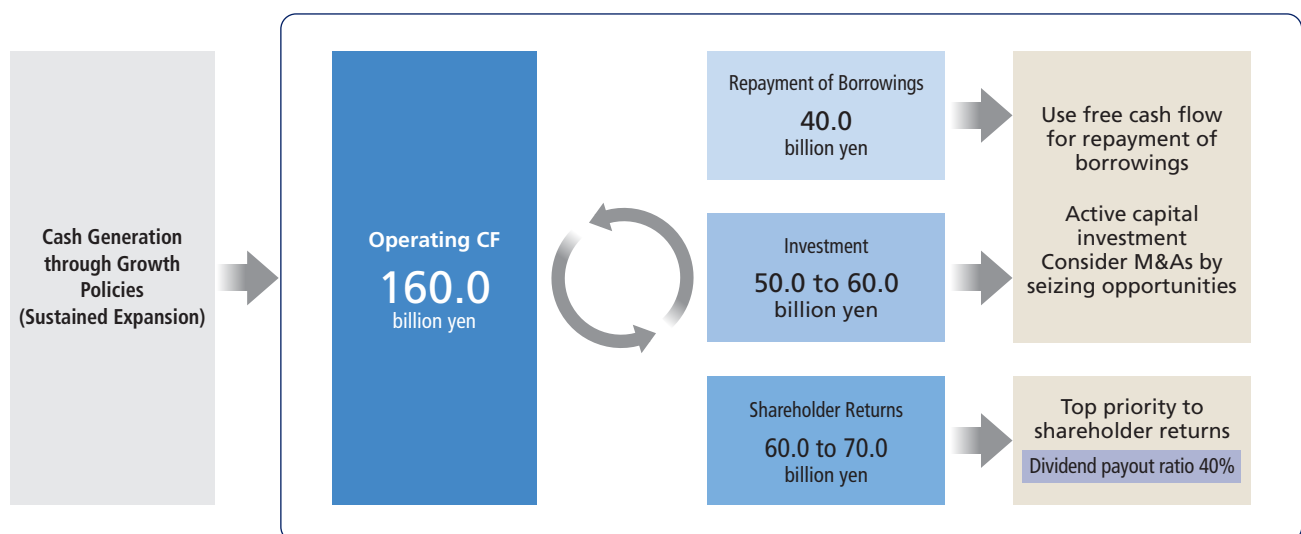 Cash Generation
through Growth
Policies
(Sustained Expansion)
Operating CF
160.0
billion yen
Repayment of Borrowings
40.0
billion yen
Investment
50.0 to 60.0
billion yen
Shareholder Returns
60.0 to 70.0
billion yen
Use free cash flow
for repayment of
borrowings
Active capital
investment
Consider M&As by
seizing opportunities
Top priority to
shareholder returns
Dividend payout ratio 40%